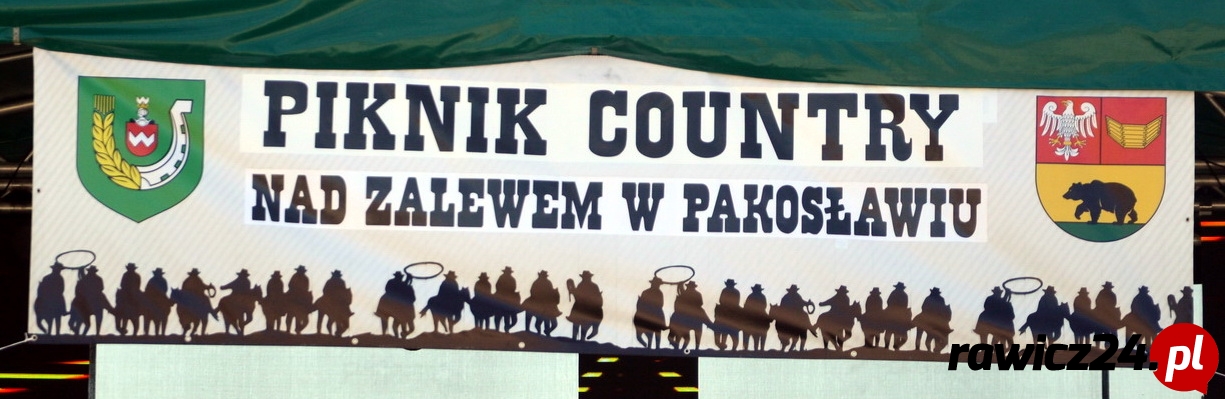 PIKNIK COUNTRY
NAD ZALEWEM W PAKOSŁAWIU
rawicz24.pl